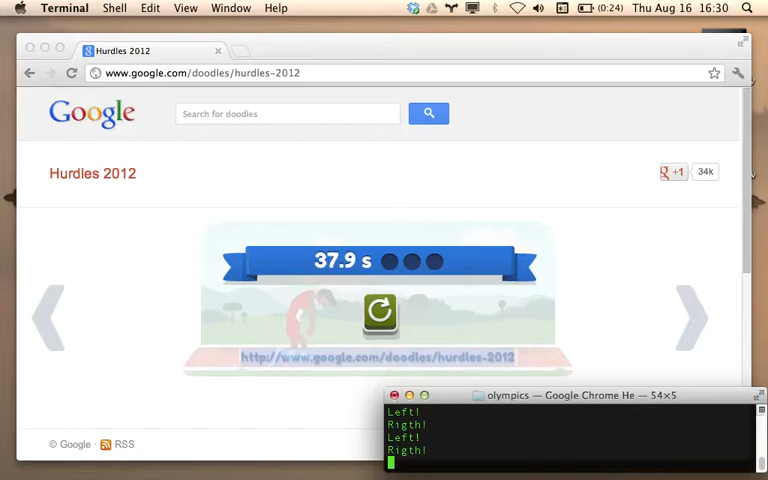 Terminal Shell Edit View Window Help (0:24) Thu Aug 16 16:30
Hurdles 2012
www.google.com/doodles/hurdles-2012
Google Search for doodles
Hurdles 2012 g +1 34k
37.9 s
http://www.google.com/doodles/hurdles-2012
olympics — Google Chrome He — 54×5
Left!
Rigth!
Left!
Rigth!
© Google · RSS